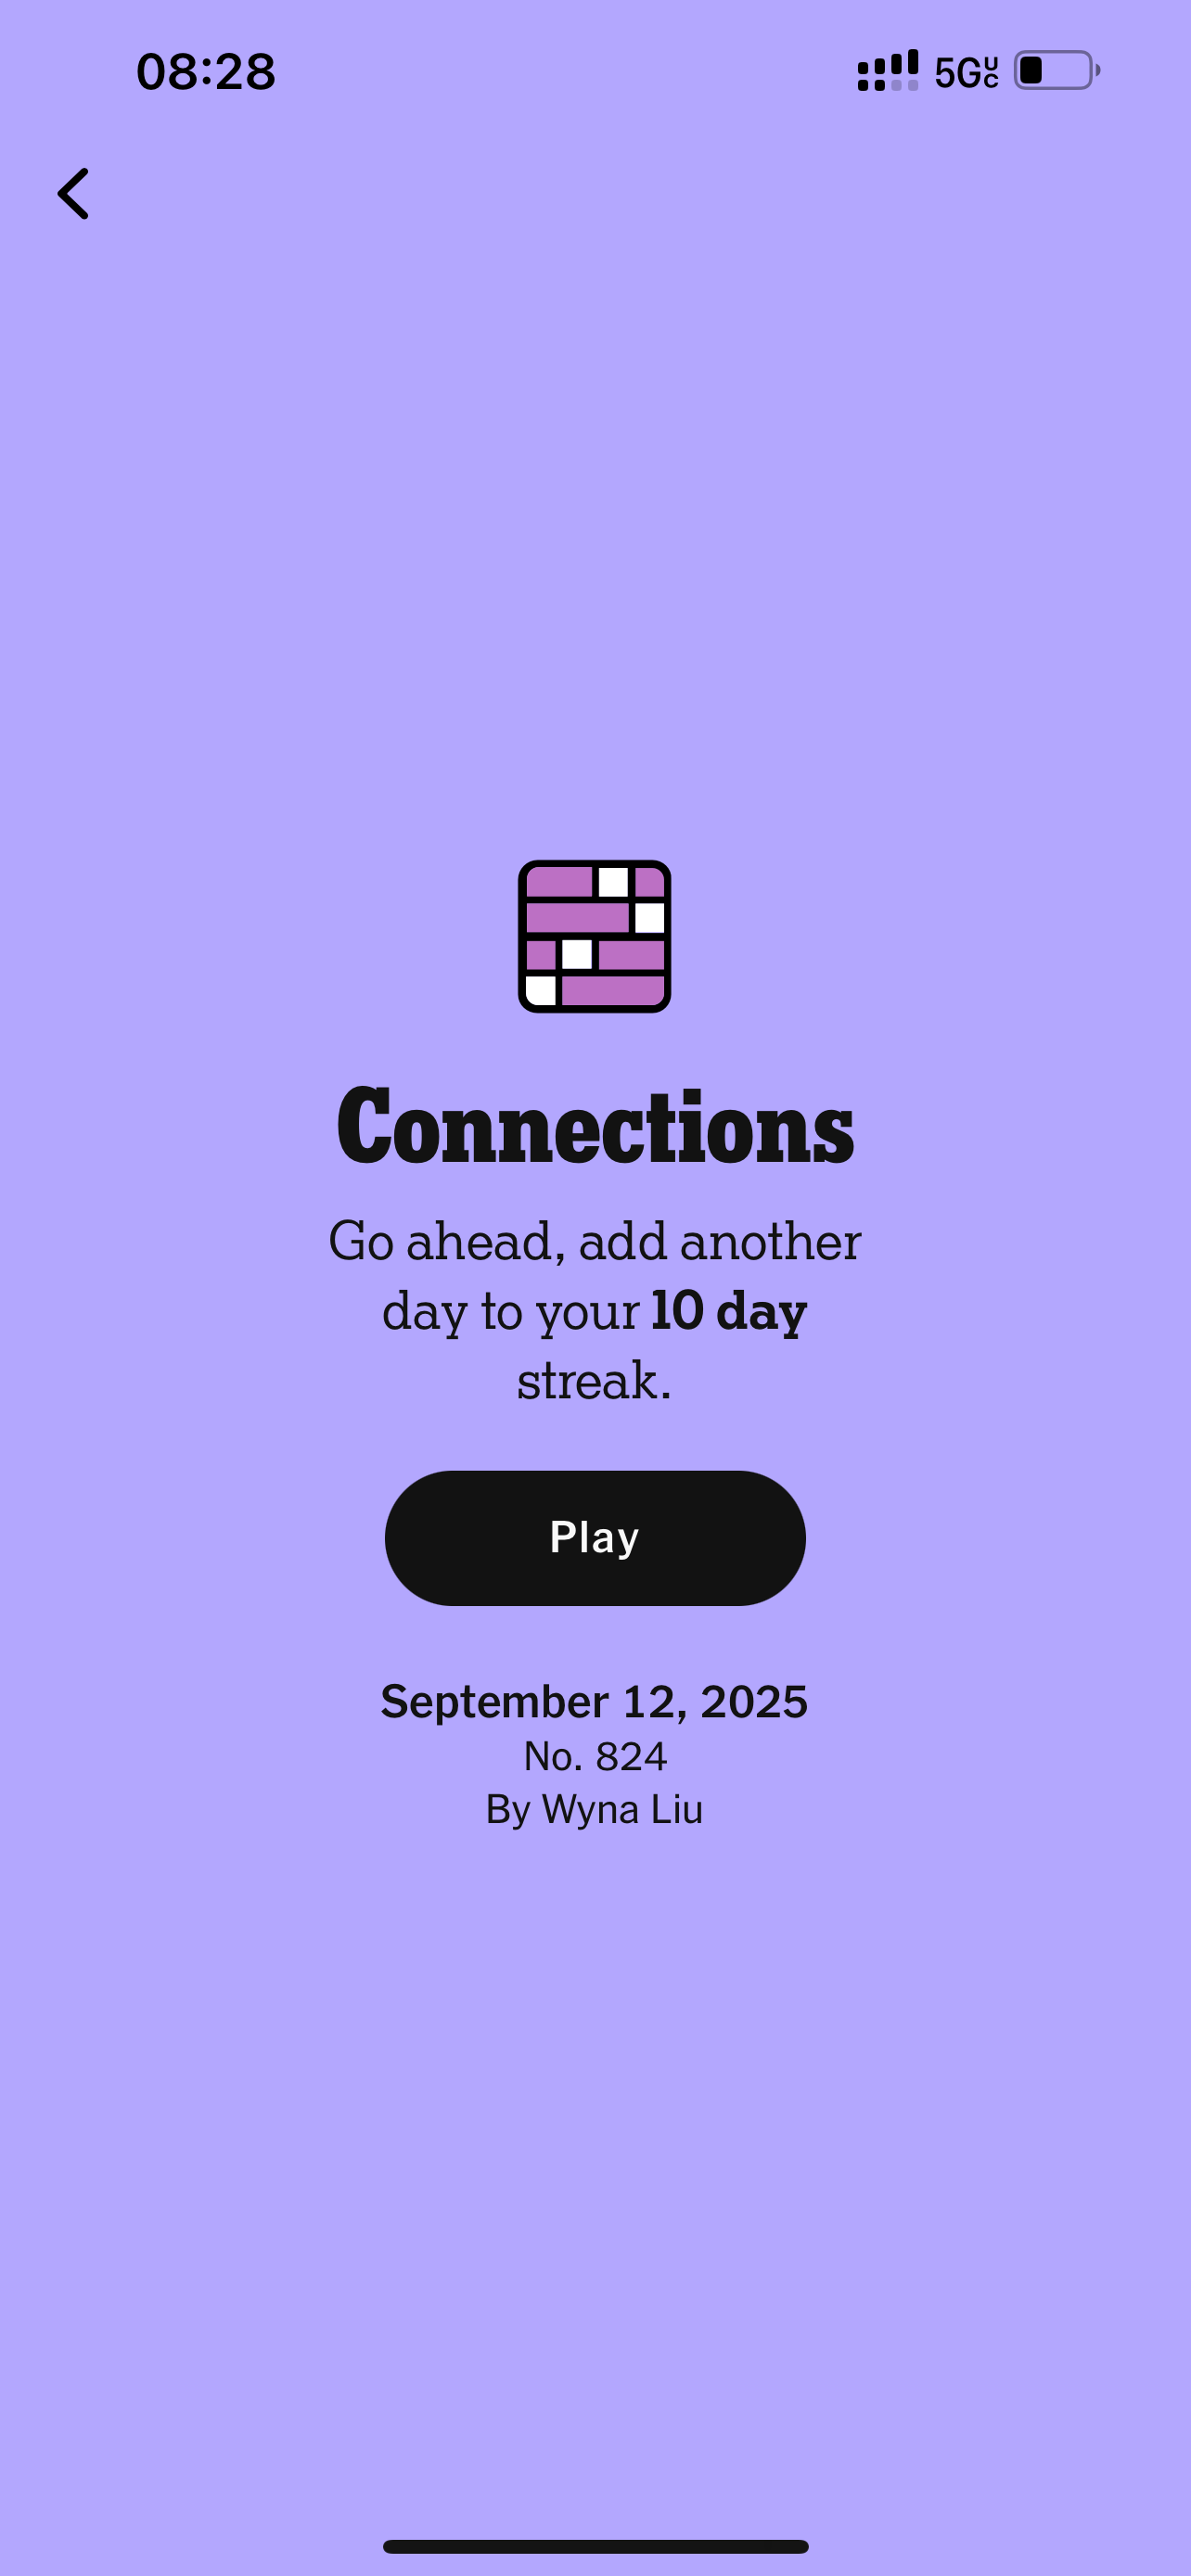 08:28
5G UC
Connections
Go ahead, add another
day to your 10 day
streak.
Play
September 12, 2025
No. 824
By Wyna Liu